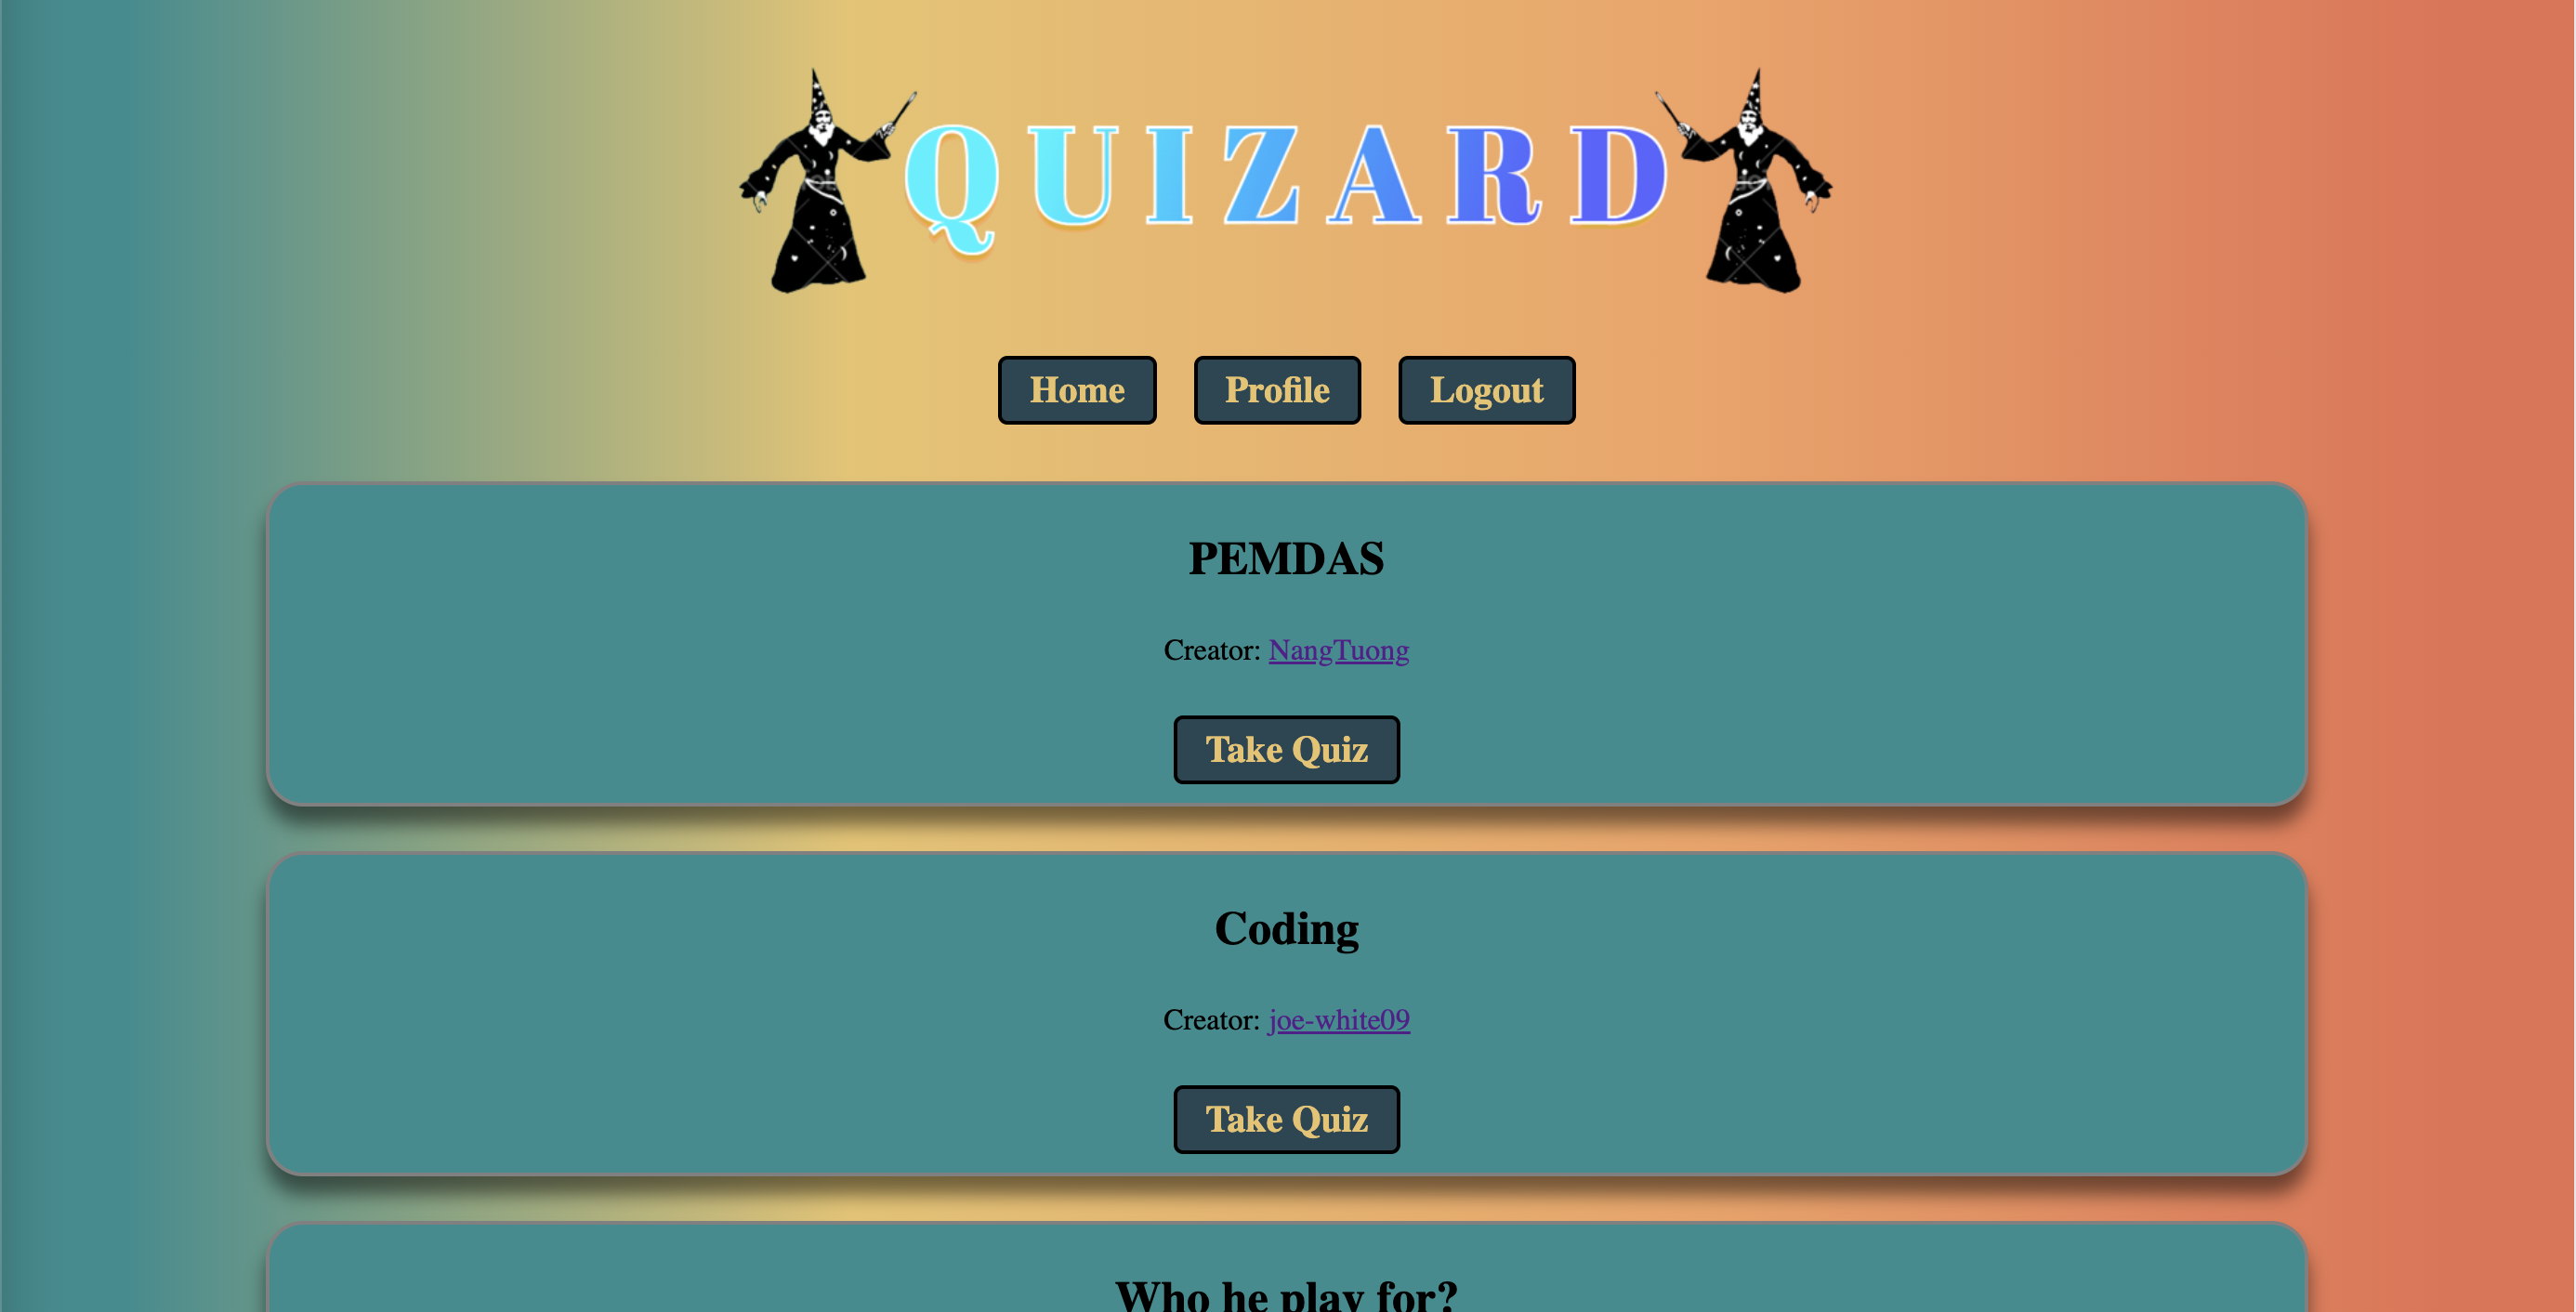 QUIZARD
Home Profile Logout
PEMDAS
Creator: NangTuong
Take Quiz
Coding
Creator: joe-white09
Take Quiz
Who he play for?